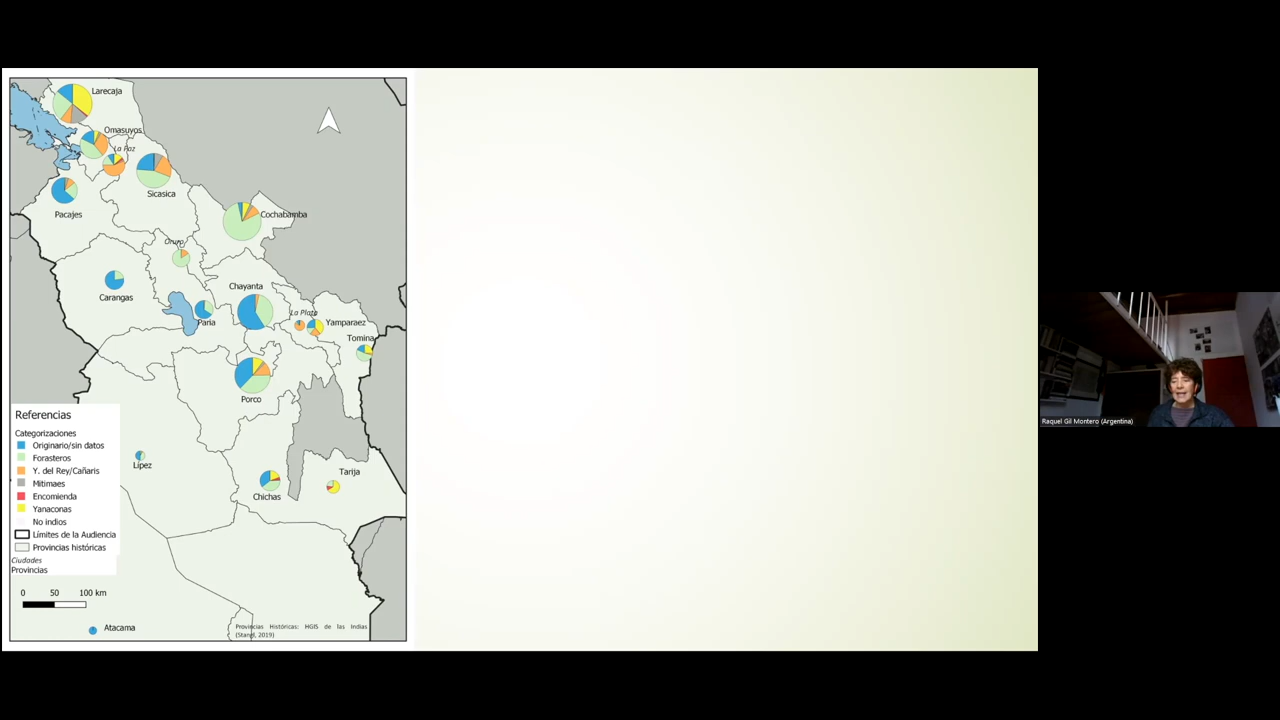 Larecaja
Omasuyos
La Paz
Sicasica
Pacajes
Cochabamba
Oruro
Chayanta
Carangas
La Plata
Paria
Yamparaez
Tomina
Porco
Referencias
Categorizaciones
Originario/sin datos
Forasteros
Y. del Rey/Cañaris
Mitimaes
Encomienda
Yanaconas
No indios
Límites de la Audiencia
Provincias históricas
Ciudades
Provincias
Lipez
Chichas
Tarija
0 50 100 km
Atacama
Provincias Históricas: HGIS de las Indias
(Stangl, 2019)
Raquel Gil Montero (Argentina)